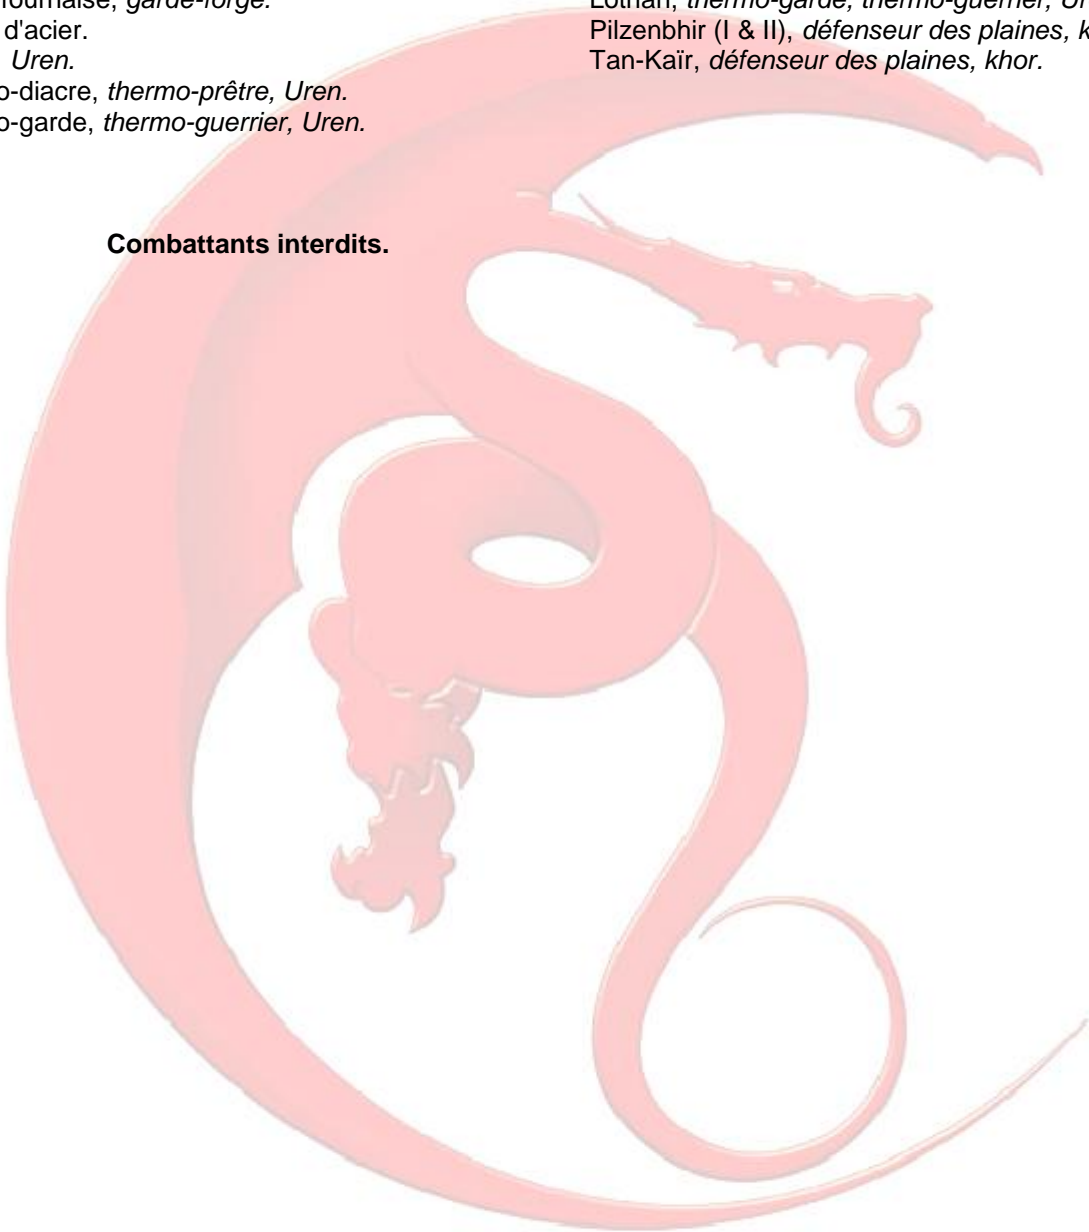 fournaise, garde-forge.
d'acier.
Uren.
o-diacre, thermo-prêtre, Uren.
o-garde, thermo-guerrier, Uren.
Lothan, thermo-garde, thermo-guerrier, Ur
Pilzenbhir (I & II), défenseur des plaines, k
Tan-Kaïr, défenseur des plaines, khor.
Combattants interdits.